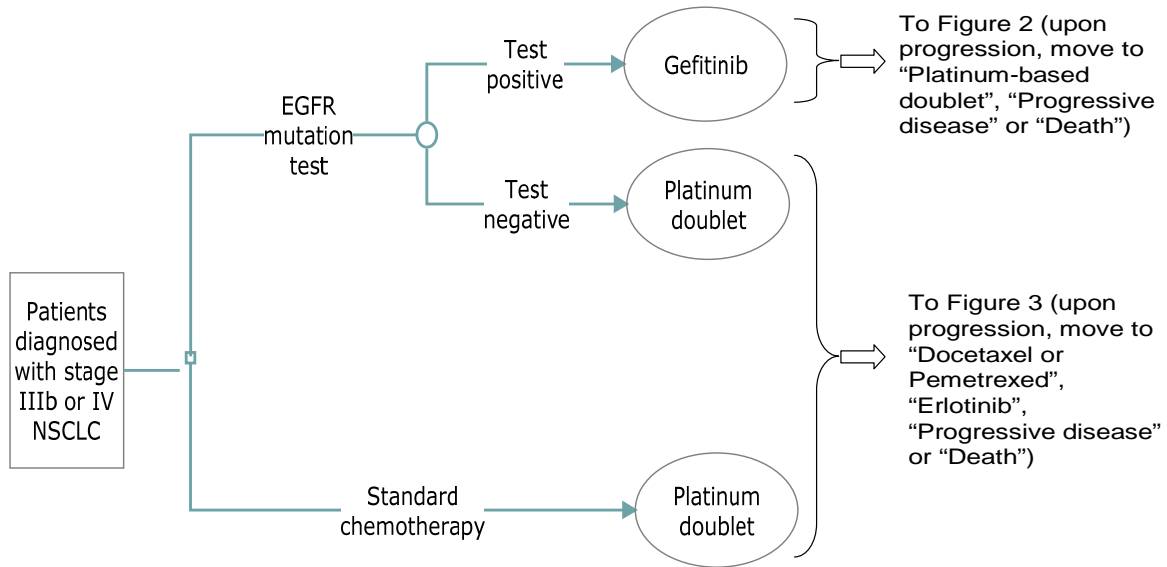 Patients
diagnosed
with stage
IIIb or IV
NSCLC
EGFR
mutation
test
Test
positive
Gefitinib
To Figure 2 (upon
progression, move to
“Platinum-based
doublet”, “Progressive
disease” or “Death”)
Test
negative
Platinum
doublet
Standard
chemotherapy
Platinum
doublet
To Figure 3 (upon
progression, move to
“Docetaxel or
Pemetrexed”,
“Erlotinib”,
“Progressive disease”
or “Death”)